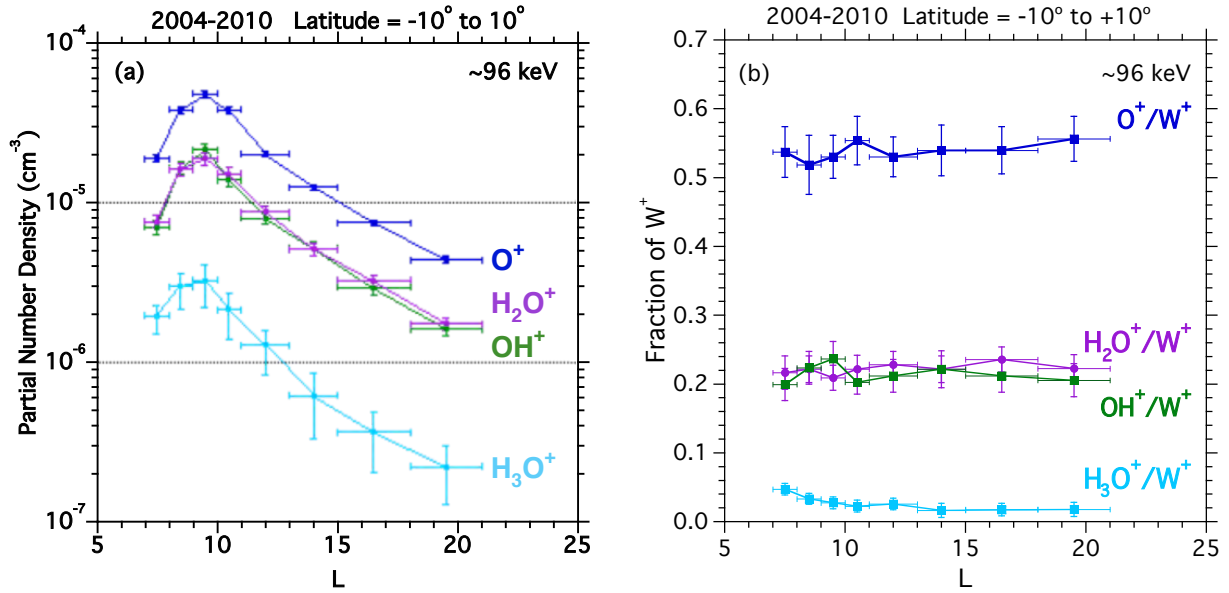 2004-2010 Latitude = -10° to 10°
(a)
~96 keV
Partial Number Density (cm⁻³)
10⁻⁴
10⁻⁵
10⁻⁶
10⁻⁷
O⁺
H₂O⁺
OH⁺
H₃O⁺
5 10 15 20 25
L
2004-2010 Latitude = -10° to +10°
(b)
~96 keV
Fraction of W⁺
0.7
0.6
0.5
0.4
0.3
0.2
0.1
0.0
O⁺/W⁺
H₂O⁺/W⁺
OH⁺/W⁺
H₃O⁺/W⁺
5 10 15 20 25
L